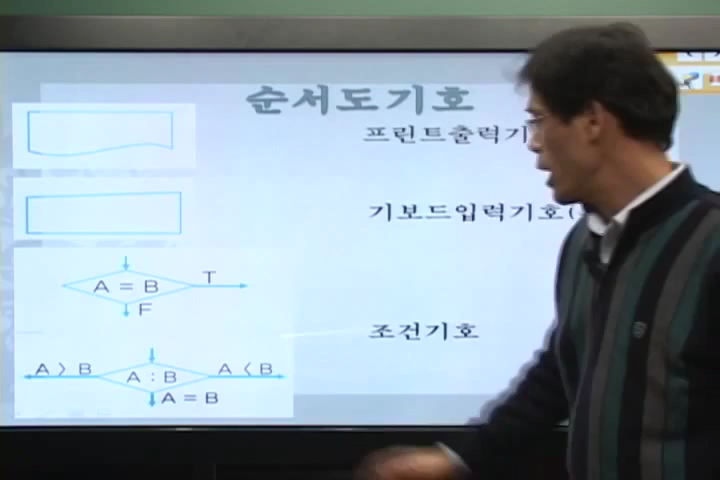 순서도기호
프린트출력기
기보드입력기호(
A = B
T
F
조건기호
A > B
A : B
A < B
A = B